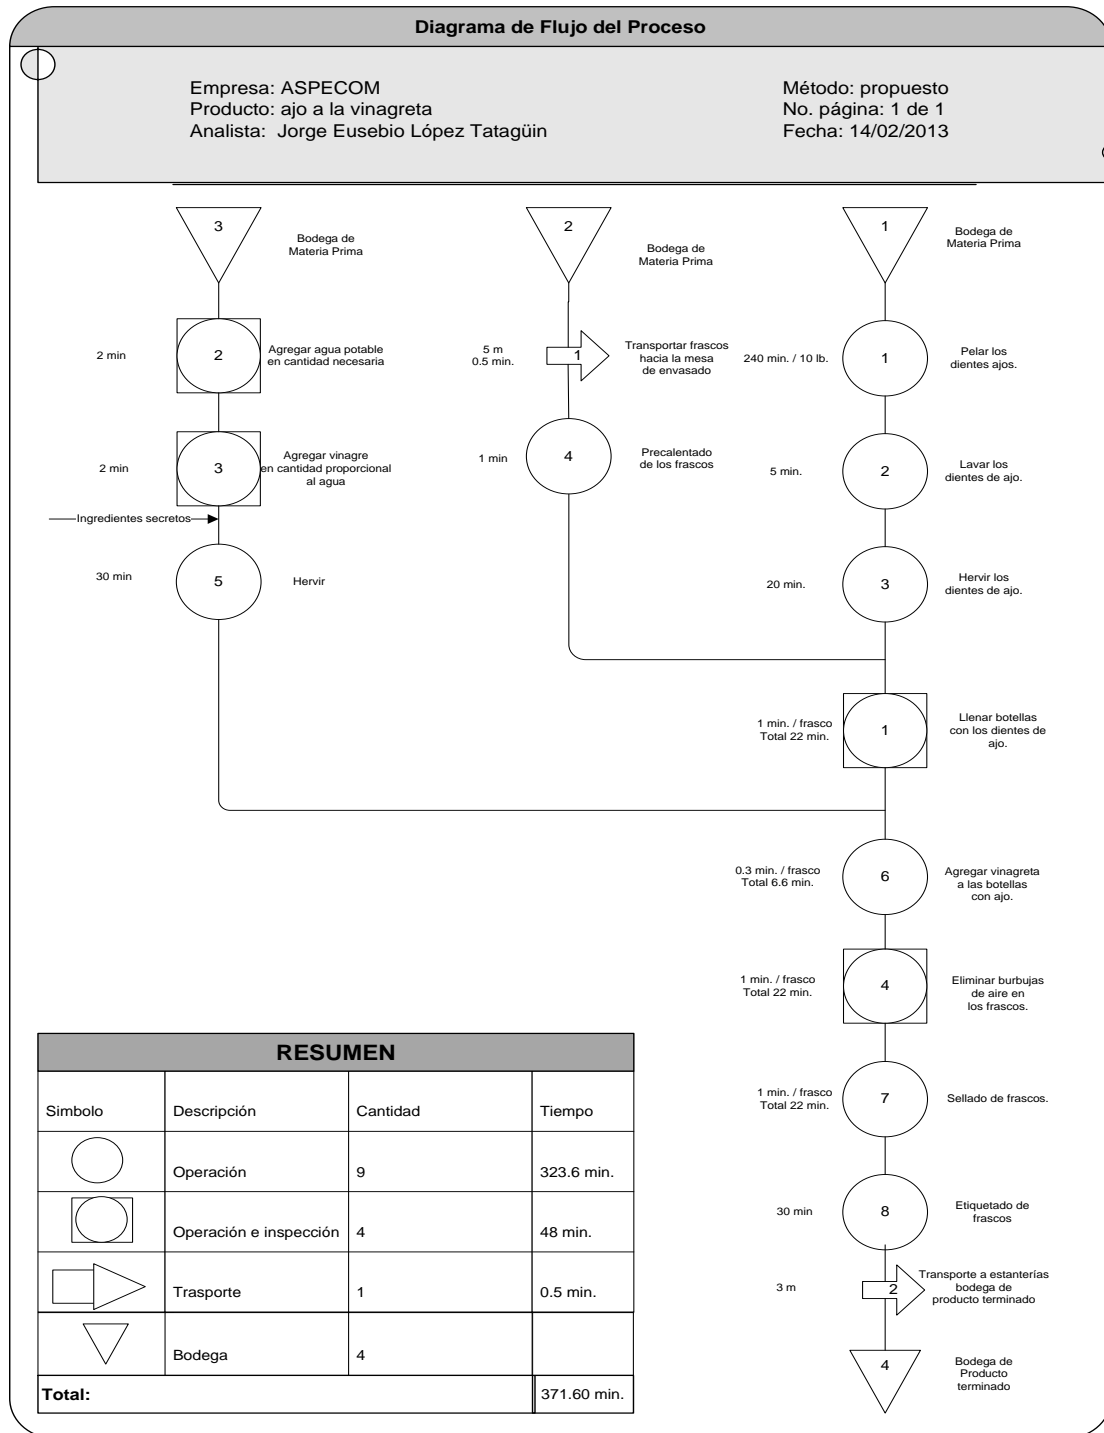 Diagrama de Flujo del Proceso
Empresa: ASPECOM
Producto: ajo a la vinagreta
Analista: Jorge Eusebio López Tatagüin
Método: propuesto
No. página: 1 de 1
Fecha: 14/02/2013
3
Bodega de
Materia Prima
2
Bodega de
Materia Prima
1
Bodega de
Materia Prima
2 min
2
Agregar agua potable
en cantidad necesaria
5 m
0.5 min.
1
Transportar frascos
hacia la mesa
de envasado
240 min. / 10 lb.
1
Pelar los
dientes ajos.
2 min
3
Agregar vinagre
en cantidad proporcional
al agua
1 min
4
Precalentado
de los frascos
5 min.
2
Lavar los
dientes de ajo.
Ingredientes secretos
30 min
5
Hervir
20 min.
3
Hervir los
dientes de ajo.
1 min. / frasco
Total 22 min.
1
Llenar botellas
con los dientes de
ajo.
0.3 min. / frasco
Total 6.6 min.
6
Agregar vinagreta
a las botellas
con ajo.
1 min. / frasco
Total 22 min.
4
Eliminar burbujas
de aire en
los frascos.
1 min. / frasco
Total 22 min.
7
Sellado de frascos.
30 min
8
Etiquetado de
frascos
3 m
2
Transporte a estanterías
bodega de
producto terminado
4
Bodega de
Producto
terminado
RESUMEN
Simbolo Descripción Cantidad Tiempo
Operación 9 323.6 min.
Operación e inspección 4 48 min.
Trasporte 1 0.5 min.
Bodega 4
Total: 371.60 min.